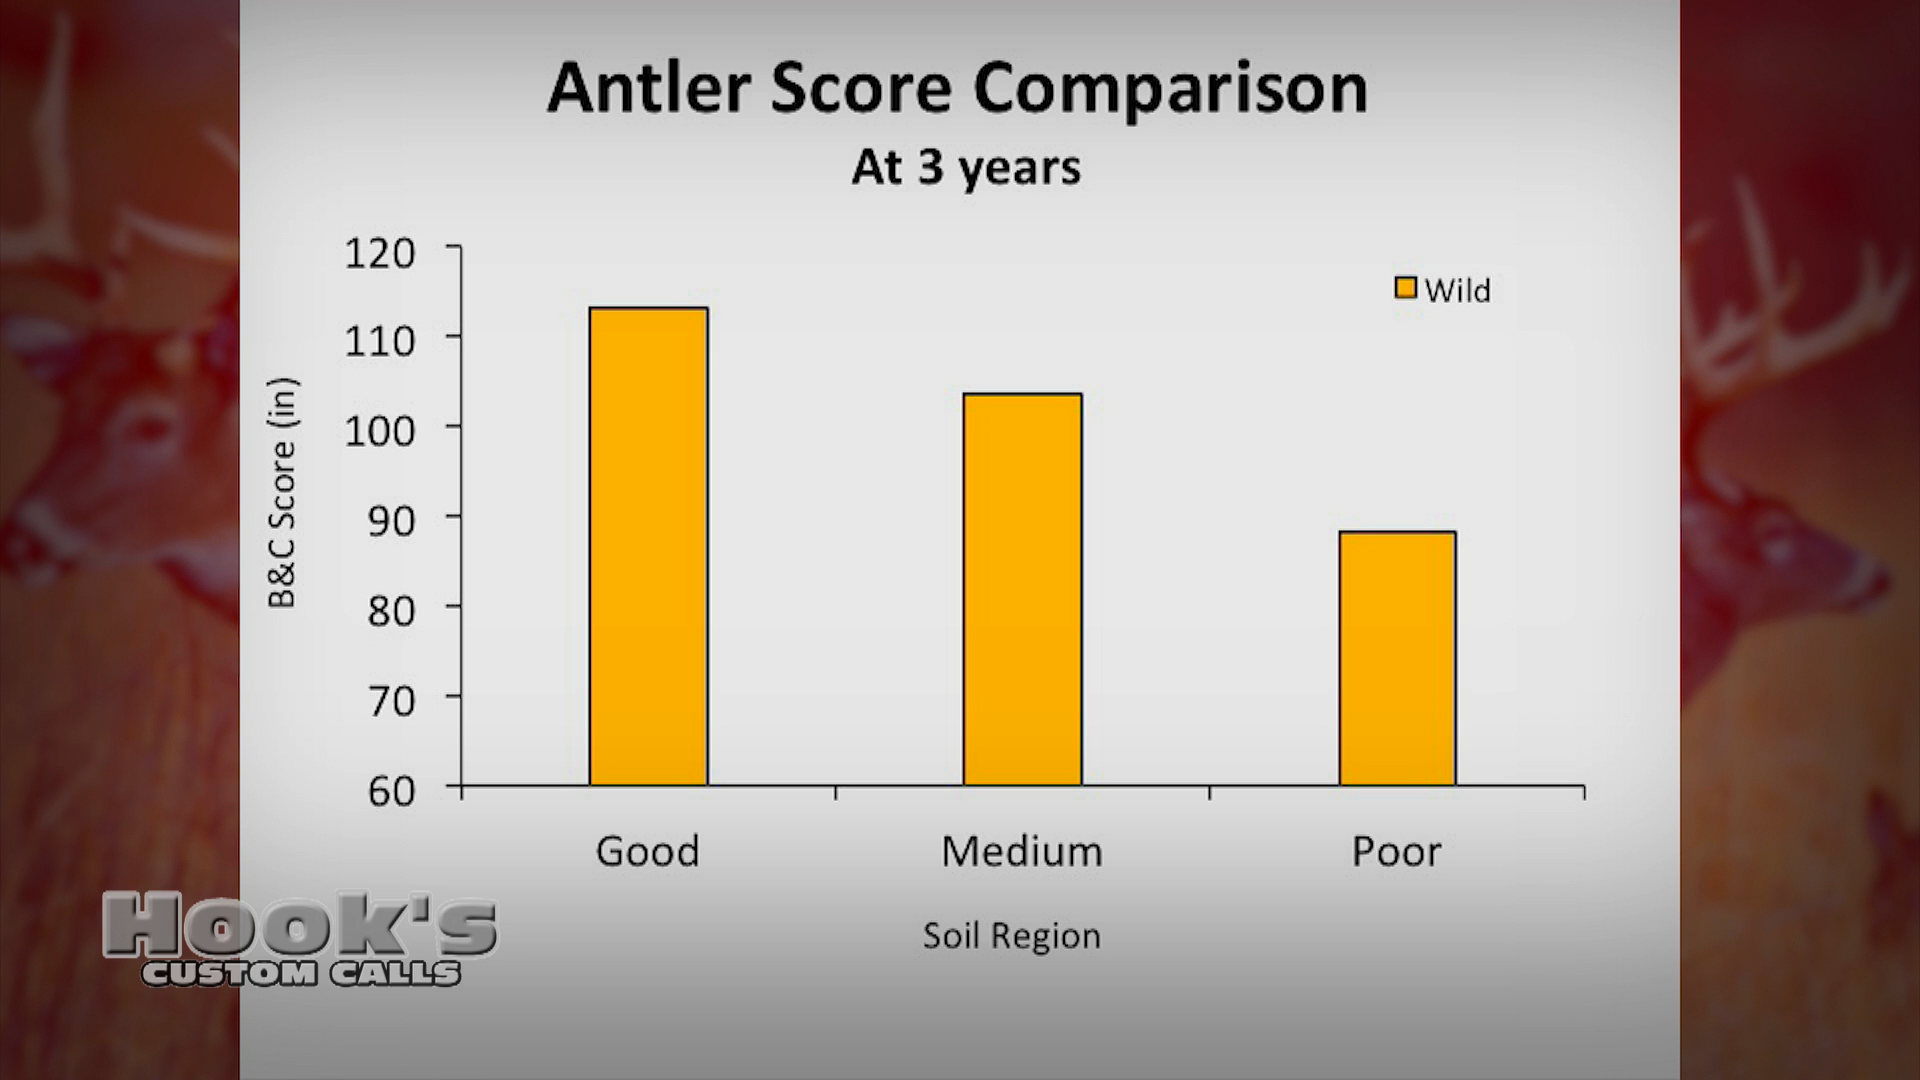 Antler Score Comparison
At 3 years
120
110
100
90
80
70
60
B&C Score (in)
Wild
Good
Medium
Poor
Soil Region
Hook's
CUSTOM CALLS